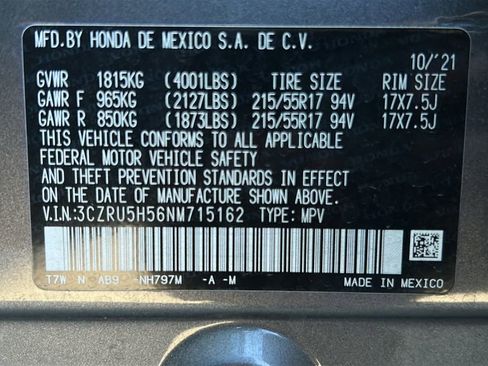 MFD.BY HONDA DE MEXICO S.A. DE C.V.
10/'21
GVWR 1815KG (4001LBS) TIRE SIZE RIM SIZE
GAWR F 965KG (2127LBS) 215/55R17 94V 17X7.5J
GAWR R 850KG (1873LBS) 215/55R17 94V 17X7.5J
THIS VEHICLE CONFORMS TO ALL APPLICABLE
FEDERAL MOTOR VEHICLE SAFETY
AND THEFT PREVENTION STANDARDS IN EFFECT
ON THE DATE OF MANUFACTURE SHOWN ABOVE.
V.I.N:3CZRU5H56NM715162 TYPE: MPV
T7W N AB9 -NH797M -A -M
MADE IN MEXICO